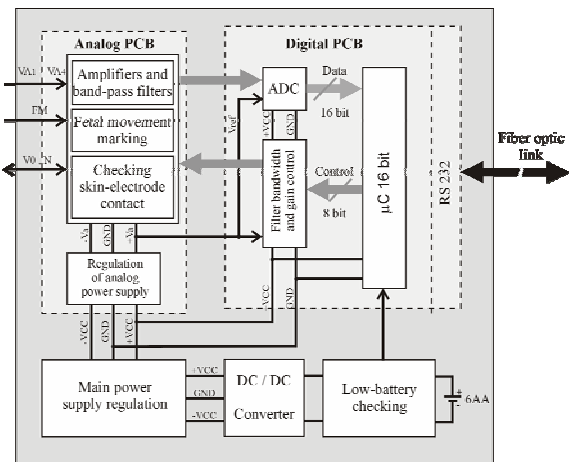 Analog PCB
Digital PCB
VA1
VA4
Amplifiers and
band-pass filters
FM
Fetal movement
marking
V0_N
Checking
skin-electrode
contact
-Va
GND
+Va
Regulation
of analog
power supply
Vref
ADC
+VCC
GND
Data
16 bit
Filter bandwidth
and gain control
Control
8 bit
µC 16 bit
RS 232
Fiber optic
link
+VCC
GND
-VCC
GND
+VCC
Main power
supply regulation
+VCC
GND
-VCC
DC / DC
Converter
Low-battery
checking
+
-
6AA